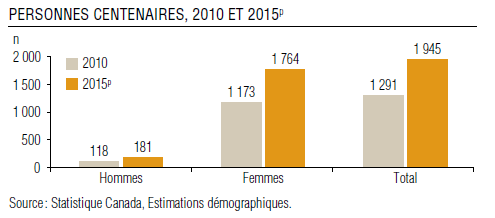 PERSONNES CENTENAIRES, 2010 ET 2015ᵖ
n
2 000
1 500
1 000
500
0
2010
2015ᵖ
118
181
1 173
1 764
1 291
1 945
Hommes
Femmes
Total
Source : Statistique Canada, Estimations démographiques.